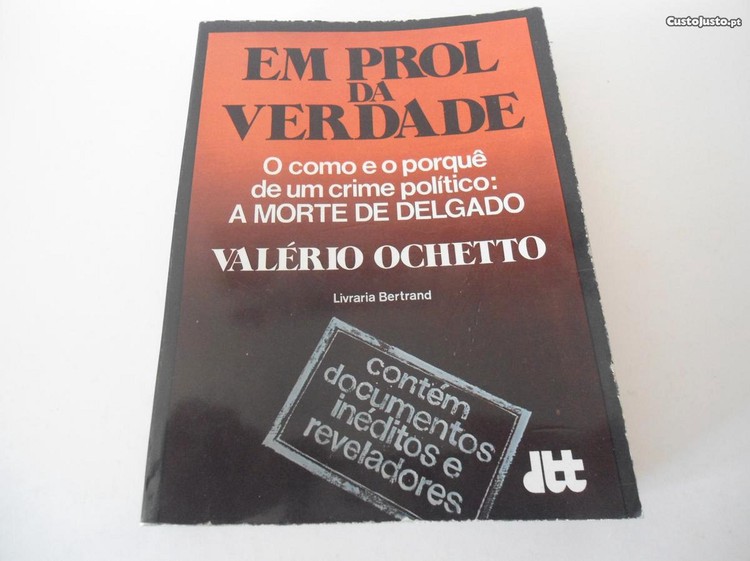 CustoJusto.pt
EM PROL
DA
VERDADE
O como e o porquê
de um crime político:
A MORTE DE DELGADO
VALÉRIO OCHETTO
Livraria Bertrand
contém
documentos
inéditos e
reveladores
dtt